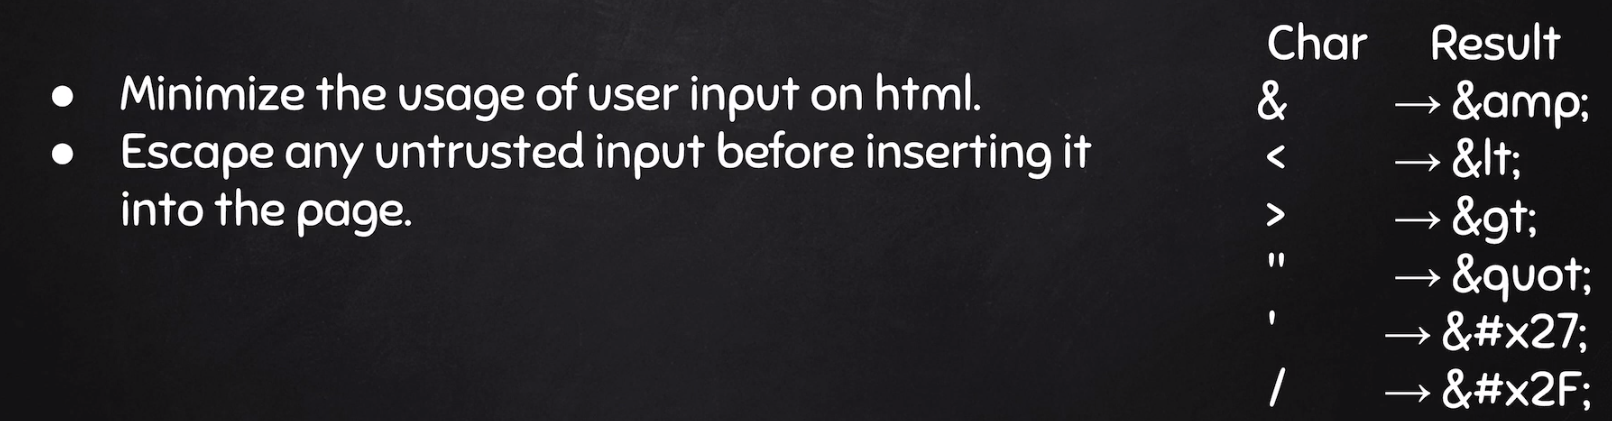 ● Minimize the usage of user input on html.
● Escape any untrusted input before inserting it
into the page.
Char Result
& → &amp;
< → &lt;
> → &gt;
" → &quot;
' → &#x27;
/ → &#x2F;